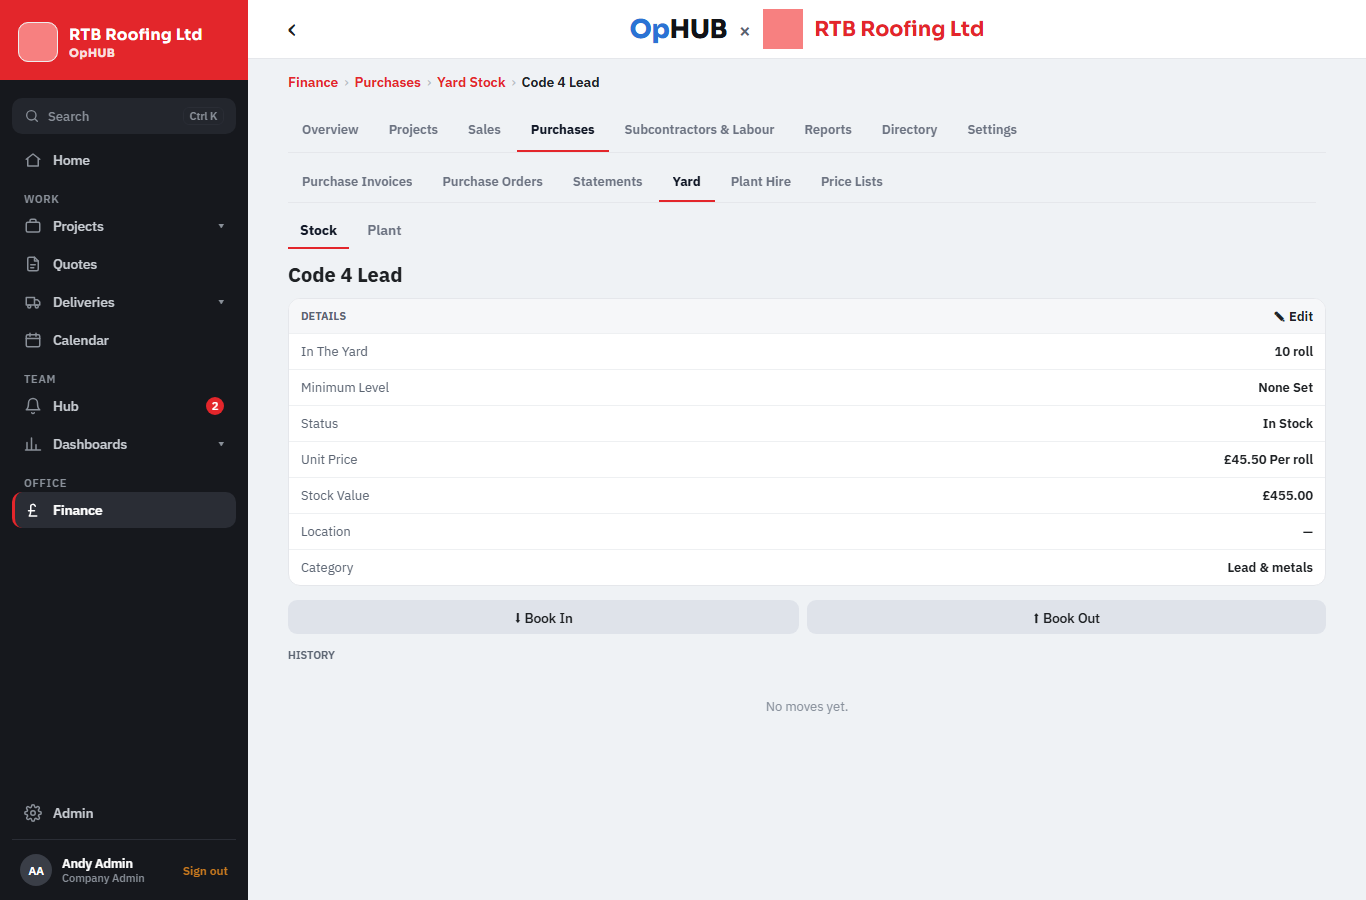 RTB Roofing Ltd
OpHUB
Search Ctrl K
Home
WORK
Projects
Quotes
Deliveries
Calendar
TEAM
Hub 2
Dashboards
OFFICE
Finance
Admin
AA Andy Admin
Company Admin
Sign out
OpHUB × RTB Roofing Ltd
Finance › Purchases › Yard Stock › Code 4 Lead
Overview Projects Sales Purchases Subcontractors & Labour Reports Directory Settings
Purchase Invoices Purchase Orders Statements Yard Plant Hire Price Lists
Stock Plant
Code 4 Lead
DETAILS Edit
In The Yard 10 roll
Minimum Level None Set
Status In Stock
Unit Price £45.50 Per roll
Stock Value £455.00
Location —
Category Lead & metals
↓ Book In ↑ Book Out
HISTORY
No moves yet.